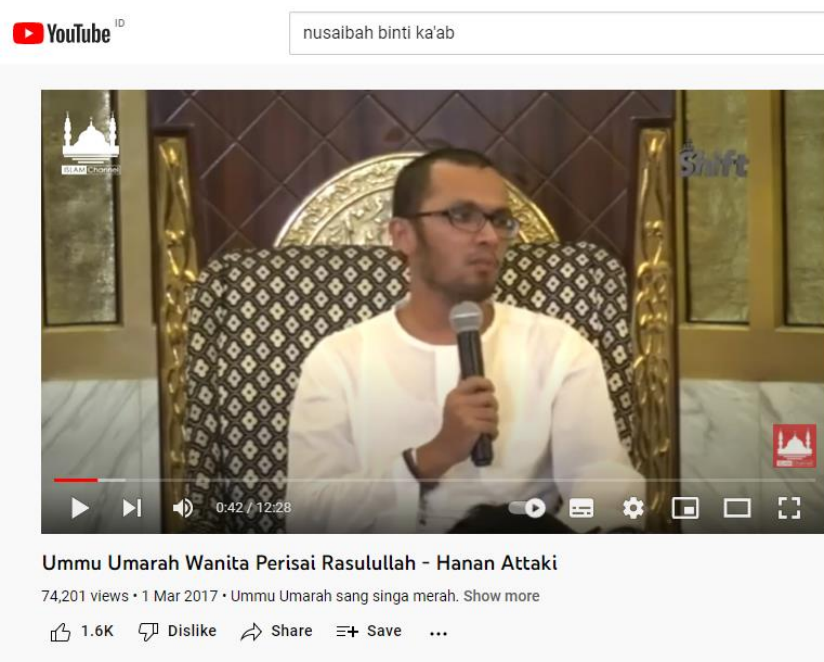 YouTube ID
nusaibah binti ka'ab
ISLAM Channel
Shift
0:42 / 12:28
Ummu Umarah Wanita Perisai Rasulullah - Hanan Attaki
74,201 views • 1 Mar 2017 • Ummu Umarah sang singa merah. Show more
1.6K Dislike Share Save